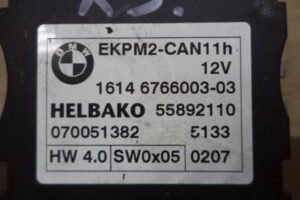 BMW
EKPM2-CAN11h
12V
1614 6766003-03
HELBAKO 55892110
070051382 5133
HW 4.0 SW0x05 0207